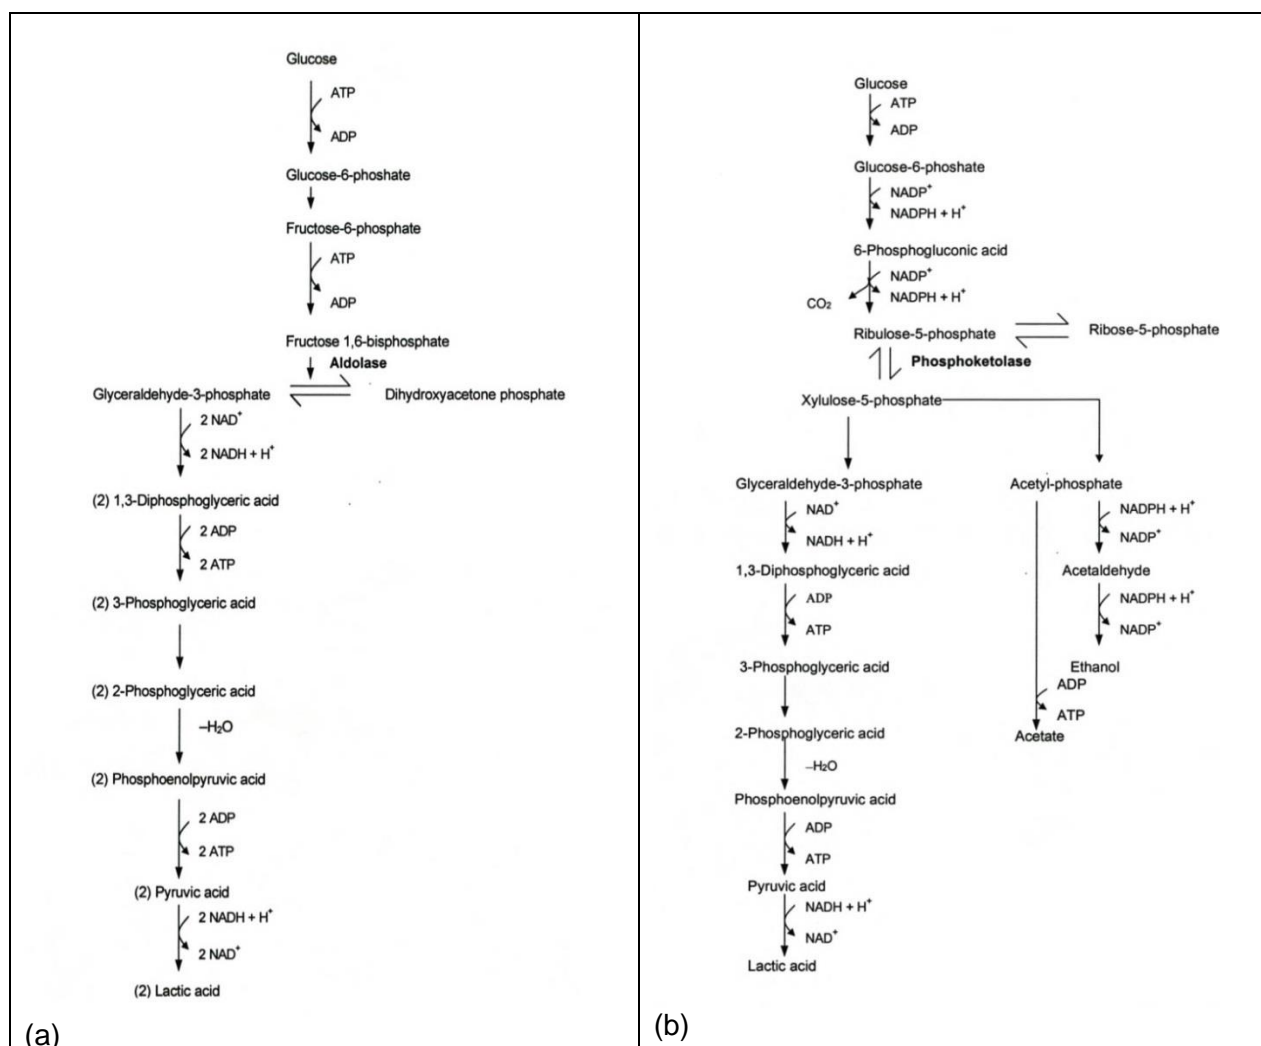 Glucose
ATP
ADP
Glucose-6-phoshate
Fructose-6-phosphate
ATP
ADP
Fructose 1,6-bisphosphate
Aldolase
Glyceraldehyde-3-phosphate
Dihydroxyacetone phosphate
2 NAD⁺
2 NADH + H⁺
(2) 1,3-Diphosphoglyceric acid
2 ADP
2 ATP
(2) 3-Phosphoglyceric acid
(2) 2-Phosphoglyceric acid
–H₂O
(2) Phosphoenolpyruvic acid
2 ADP
2 ATP
(2) Pyruvic acid
2 NADH + H⁺
2 NAD⁺
(2) Lactic acid
(a)
Glucose
ATP
ADP
Glucose-6-phoshate
NADP⁺
NADPH + H⁺
6-Phosphogluconic acid
NADP⁺
NADPH + H⁺
CO₂
Ribulose-5-phosphate
Ribose-5-phosphate
Phosphoketolase
Xylulose-5-phosphate
Glyceraldehyde-3-phosphate
NAD⁺
NADH + H⁺
1,3-Diphosphoglyceric acid
ADP
ATP
3-Phosphoglyceric acid
2-Phosphoglyceric acid
–H₂O
Phosphoenolpyruvic acid
ADP
ATP
Pyruvic acid
NADH + H⁺
NAD⁺
Lactic acid
Acetyl-phosphate
NADPH + H⁺
NADP⁺
Acetaldehyde
NADPH + H⁺
NADP⁺
Ethanol
ADP
ATP
Acetate
(b)